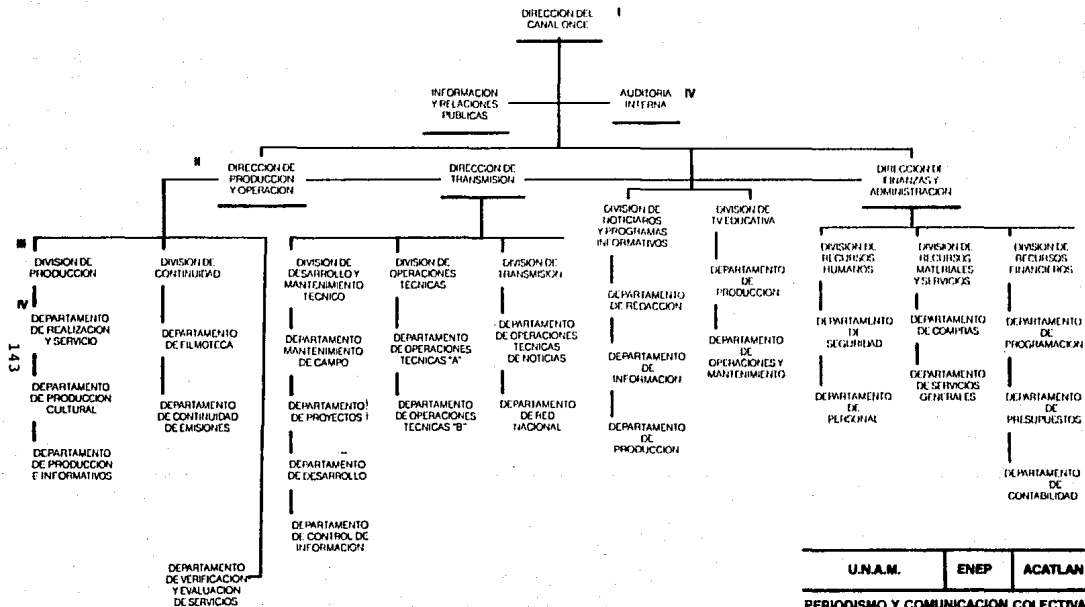 DIRECCION DEL I
CANAL ONCE
INFORMACION
Y RELACIONES
PUBLICAS
AUDITORIA IV
INTERNA
II
DIRECCION DE
PRODUCCION
Y OPERACION
DIRECCION DE
TRANSMISION
DIRECCION DE
FINANZAS Y
ADMINISTRACION
III
DIVISION DE
PRODUCCION
IV
DEPARTAMENTO
DE REALIZACION
Y SERVICIO
DEPARTAMENTO
DE PRODUCCION
CULTURAL
DEPARTAMENTO
DE PRODUCCION
E INFORMATIVOS
DIVISION DE
CONTINUIDAD
DEPARTAMENTO
DE FILMOTECA
DEPARTAMENTO
DE CONTINUIDAD
DE EMISIONES
DEPARTAMENTO
DE VERIFICACION
Y EVALUACION
DE SERVICIOS
DIVISION DE
DESARROLLO Y
MANTENIMIENTO
TECNICO
DEPARTAMENTO
MANTENIMIENTO
DE CAMPO
DEPARTAMENTO
DE PROYECTOS
DEPARTAMENTO
DE DESARROLLO
DEPARTAMENTO
DE CONTROL DE
INFORMACION
DIVISION DE
OPERACIONES
TECNICAS
DEPARTAMENTO
DE OPERACIONES
TECNICAS "A"
DEPARTAMENTO
DE OPERACIONES
TECNICAS "B"
DIVISION DE
TRANSMISION
DEPARTAMENTO
DE OPERACIONES
TECNICAS
DE NOTICIAS
DEPARTAMENTO
DE RED
NACIONAL
DIVISION DE
NOTICIAROS
Y PROGRAMAS
INFORMATIVOS
DEPARTAMENTO
DE REDACCION
DEPARTAMENTO
DE
INFORMACION
DEPARTAMENTO
DE
PRODUCCION
DIVISION DE
TV EDUCATIVA
DEPARTAMENTO
DE
PRODUCCION
DEPARTAMENTO
DE
OPERACIONES Y
MANTENIMIENTO
DIVISION DE
RECURSOS
HUMANOS
DEPARTAMENTO
DE
SEGURIDAD
DEPARTAMENTO
DE
PERSONAL
DIVISION DE
RECURSOS
MATERIALES
Y SERVICIOS
DEPARTAMENTO
DE COMPRAS
DEPARTAMENTO
DE SERVICIOS
GENERALES
DIVISION DE
RECURSOS
FINANCIEROS
DEPARTAMENTO
DE
PROGRAMACION
DEPARTAMENTO
DE
PRESUPUESTOS
DEPARTAMENTO
DE
CONTABILIDAD
143
U.N.A.M. ENEP ACATLAN
PERIODISMO Y COMUNICACION COLECTIVA